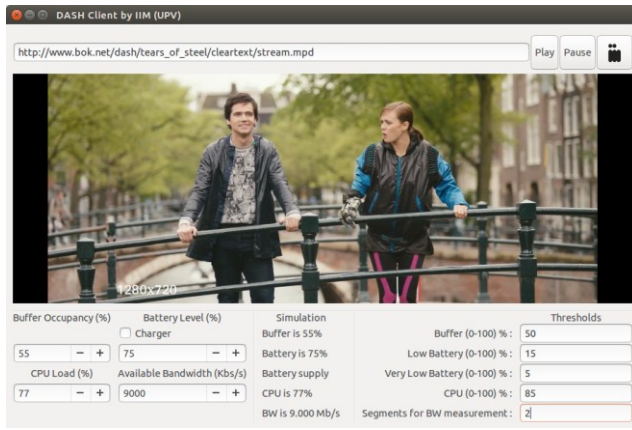 DASH Client by IIM (UPV)
http://www.bok.net/dash/tears_of_steel/cleartext/stream.mpd Play Pause
1280x720
Buffer Occupancy (%) Battery Level (%) Simulation Thresholds
Charger Buffer is 55% Buffer (0-100) % : 50
55 − + 75 − + Battery is 75% Low Battery (0-100) % : 15
CPU Load (%) Available Bandwidth (Kbs/s) Battery supply Very Low Battery (0-100) % : 5
77 − + 9000 − + CPU is 77% CPU (0-100) % : 85
BW is 9.000 Mb/s Segments for BW measurement : 2